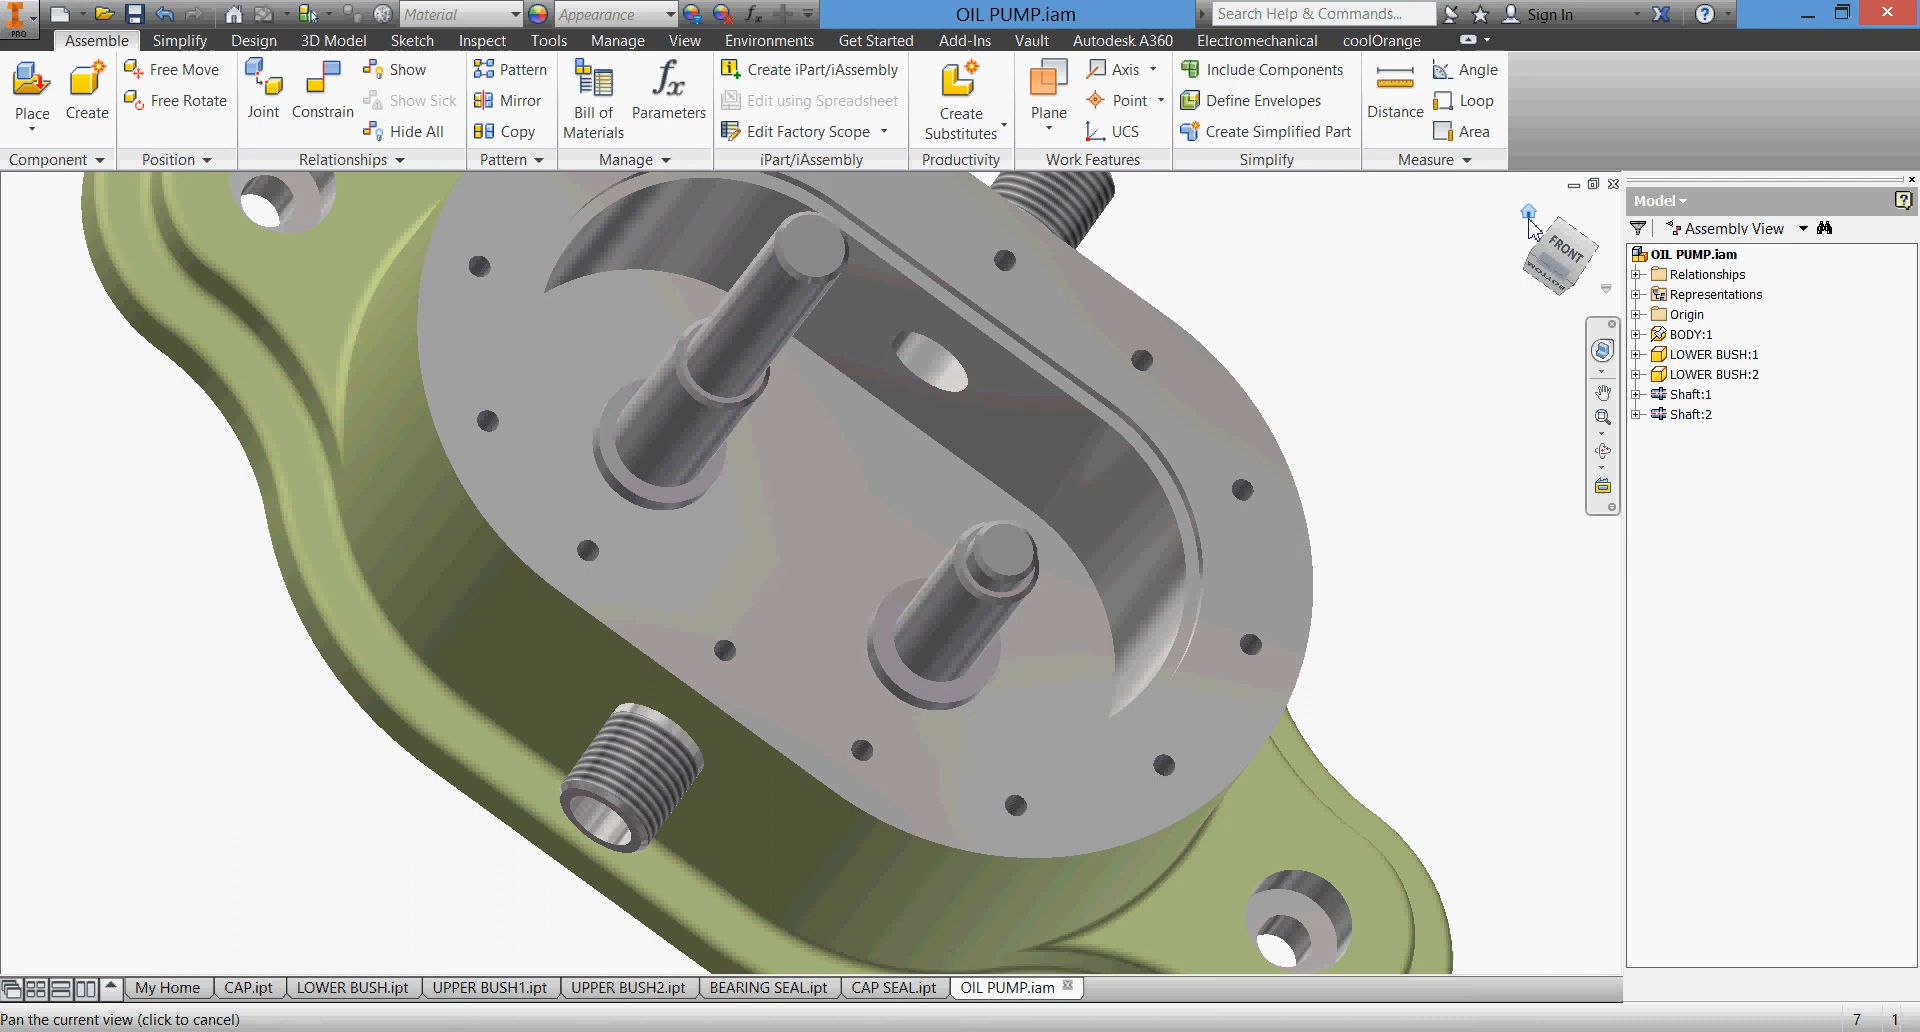 PRO
Material
Appearance
OIL PUMP.iam
Search Help & Commands...
Sign In
Assemble Simplify Design 3D Model Sketch Inspect Tools Manage View Environments Get Started Add-Ins Vault Autodesk A360 Electromechanical coolOrange
Place
Create
Component
Free Move
Free Rotate
Position
Joint
Constrain
Show
Show Sick
Hide All
Relationships
Pattern
Mirror
Copy
Pattern
Bill of
Materials
Parameters
Manage
Create iPart/iAssembly
Edit using Spreadsheet
Edit Factory Scope
iPart/iAssembly
Create
Substitutes
Productivity
Plane
Axis
Point
UCS
Work Features
Include Components
Define Envelopes
Create Simplified Part
Simplify
Distance
Angle
Loop
Area
Measure
FRONT
BOTTOM
Model
Assembly View
OIL PUMP.iam
Relationships
Representations
Origin
BODY:1
LOWER BUSH:1
LOWER BUSH:2
Shaft:1
Shaft:2
My Home CAP.ipt LOWER BUSH.ipt UPPER BUSH1.ipt UPPER BUSH2.ipt BEARING SEAL.ipt CAP SEAL.ipt OIL PUMP.iam
Pan the current view (click to cancel)
7 1